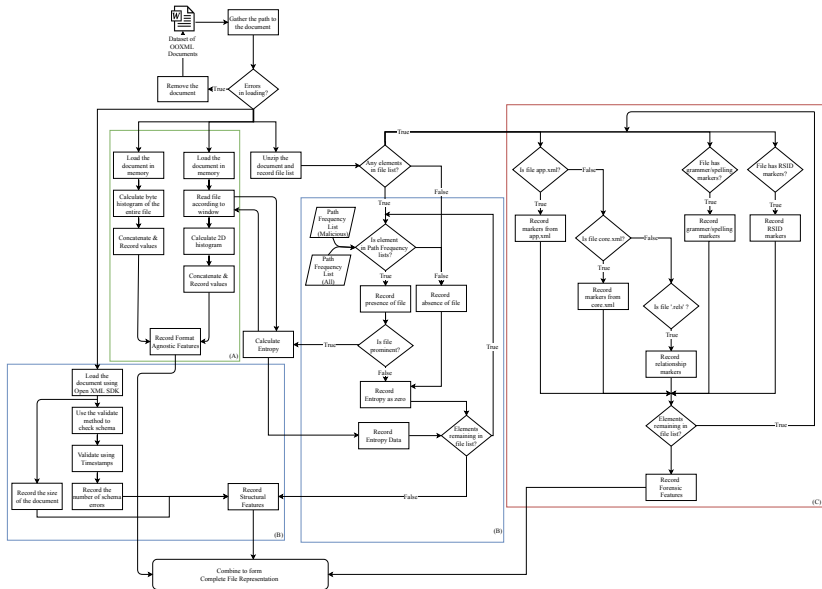 Dataset of
OOXML
Documents
Gather the path to
the document
Remove the
document
True
Errors
in loading?
Load the
document in
memory
Load the
document in
memory
Unzip the
document and
record file list
Calculate byte
histogram of the
entire file
Read file
according to
window
Concatenate &
Record values
Calculate 2D
histogram
Concatenate &
Record values
Record Format
Agnostic Features
(A)
Calculate
Entropy
Any elements
in file list?
True
True
False
Path
Frequency
List
(Malicious)
Path
Frequency
List
(All)
Is element
in Path Frequency
lists?
True
False
Record
presence of file
Record
absence of file
Is file
prominent?
True
False
True
Record
Entropy as zero
Record
Entropy Data
Elements
remaining in
file list?
False
(B)
Load the
document using
Open XML SDK
Use the validate
method to
check schema
Validate using
Timestamps
Record the size
of the document
Record the
number of schema
errors
Record
Structural
Features
(B)
Is file app.xml?
False
True
Record
markers from
app.xml
Is file core.xml?
False
True
Record
markers from
core.xml
Is file '.rels' ?
True
Record
relationship
markers
File has
grammer/spelling
markers?
True
Record
grammer/spelling
markers
File has RSID
markers?
True
Record
RSID
markers
Elements
remaining in
file list?
True
Record
Forensic
Features
(C)
Combine to form
Complete File Representation